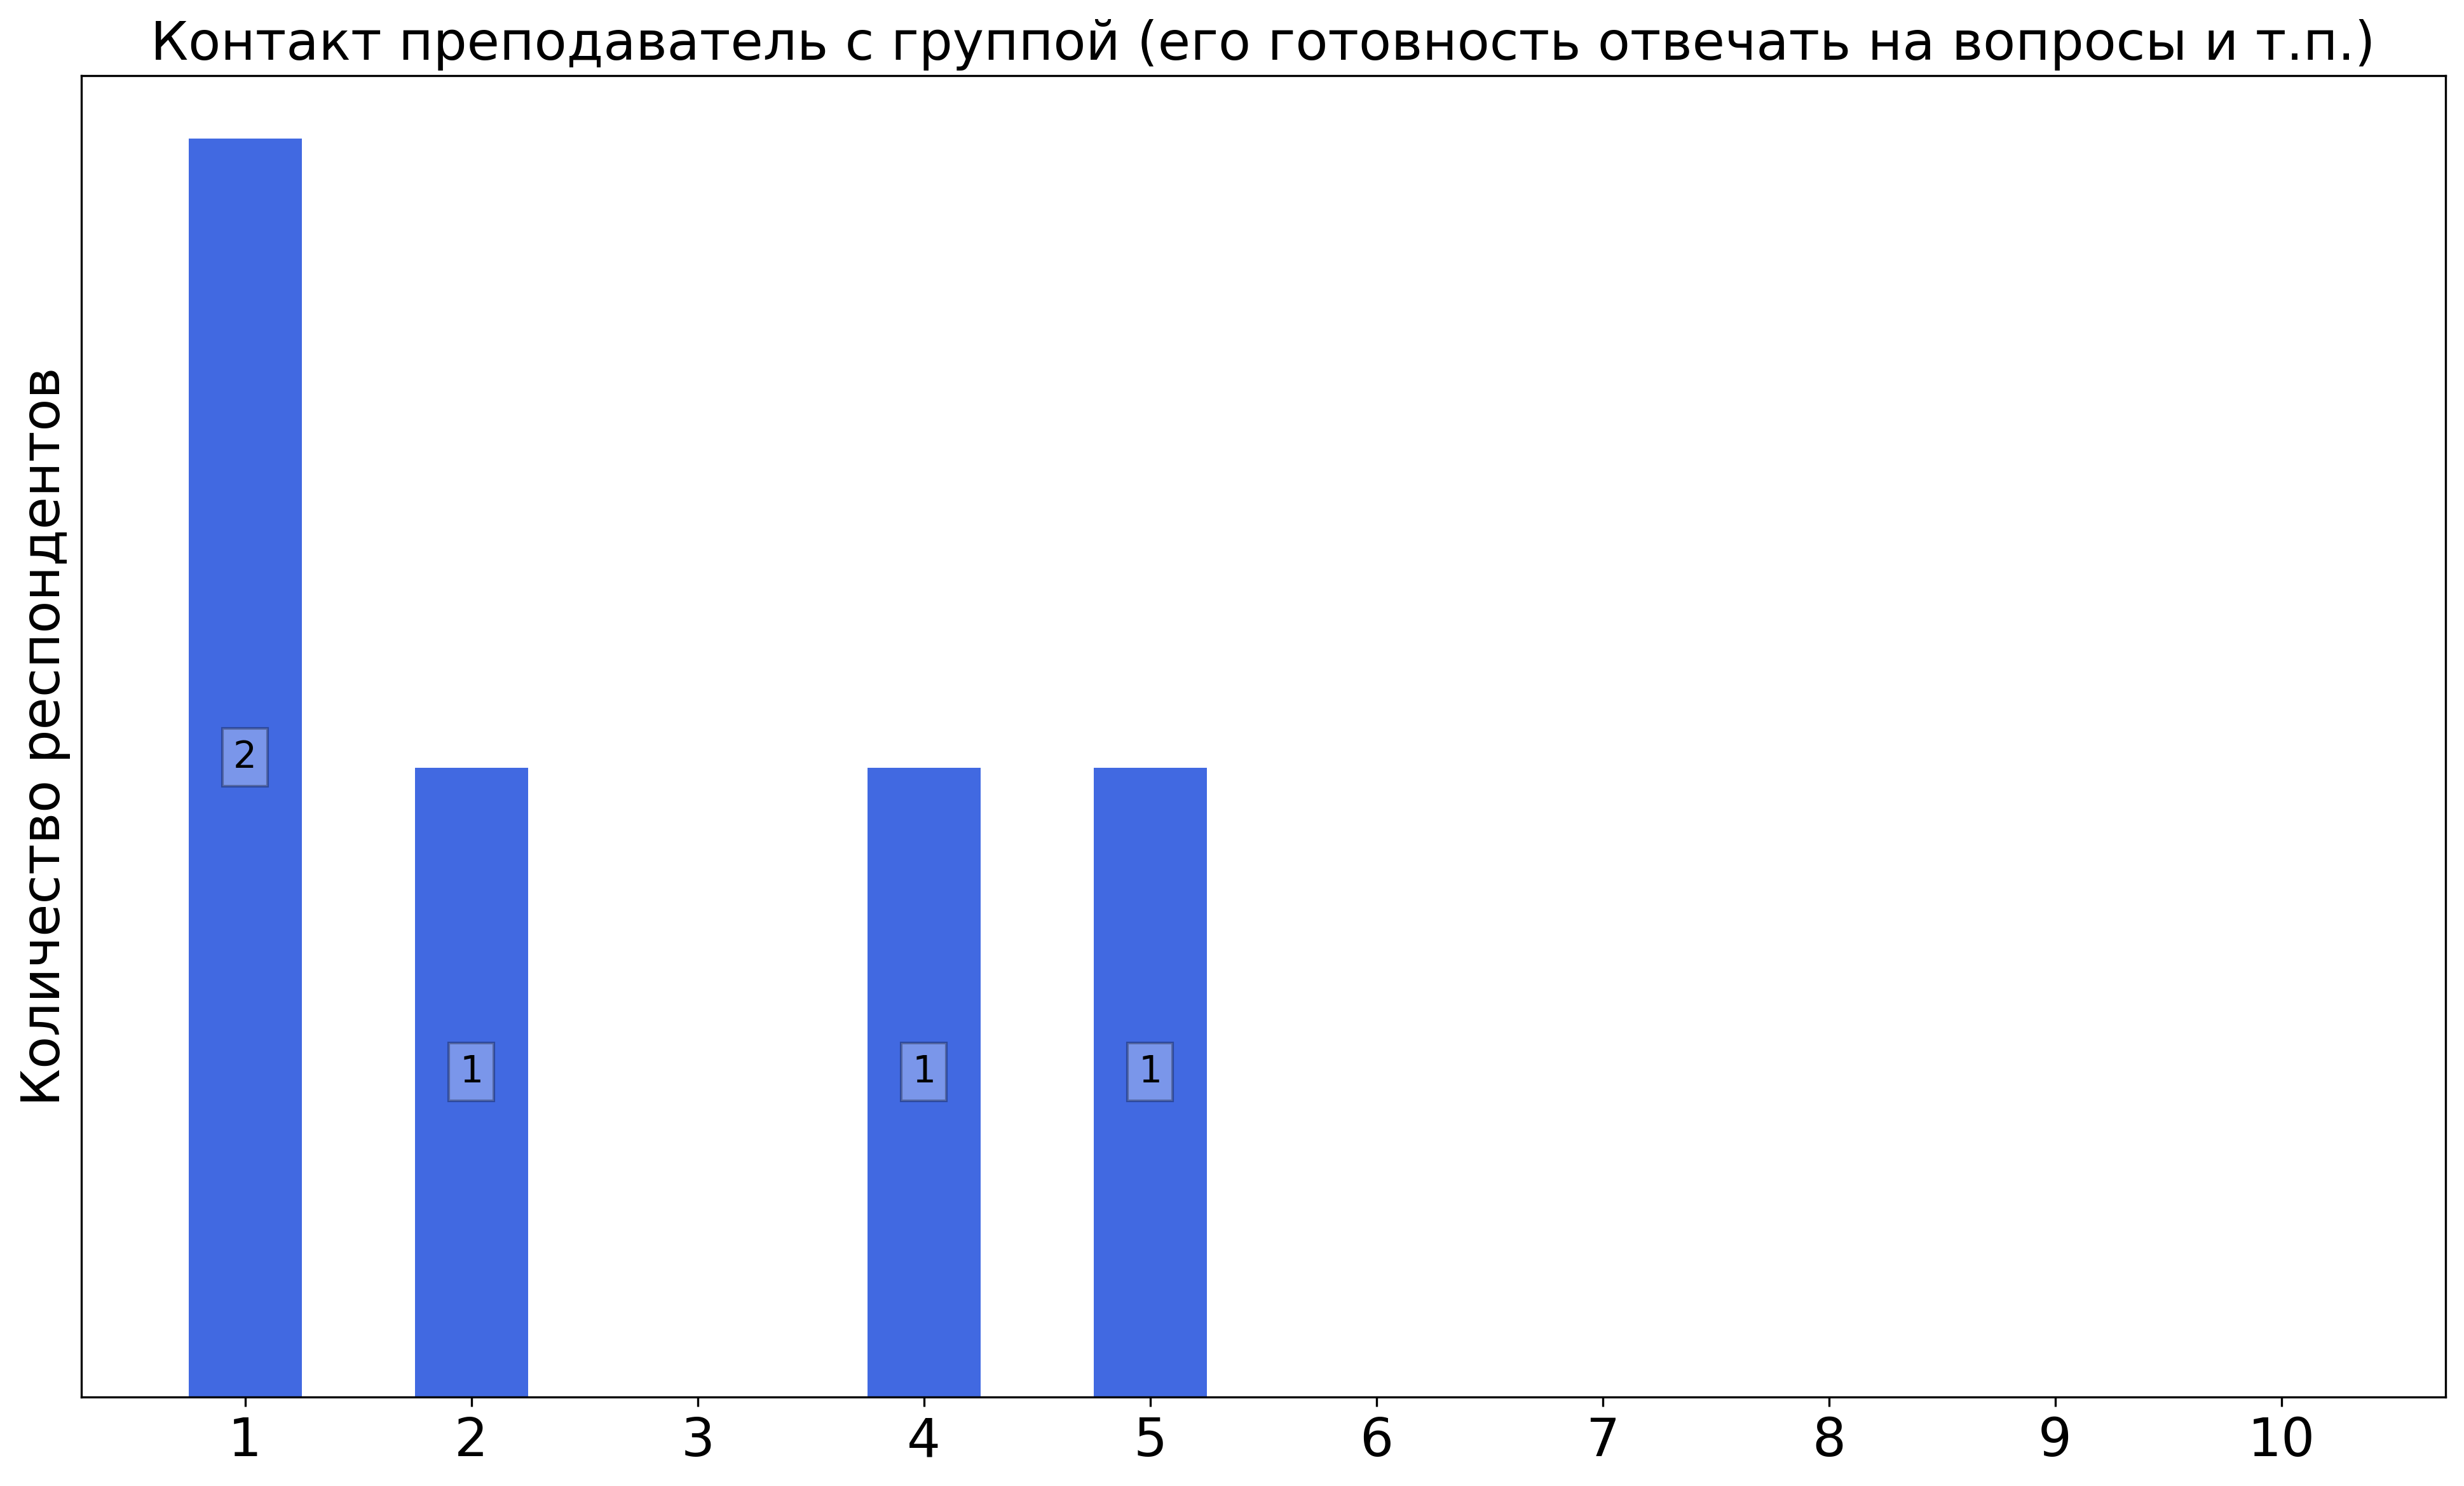 Контакт преподаватель с группой (его готовность отвечать на вопросы и т.п.)
Количество респондентов
2
1
1
1
1 2 3 4 5 6 7 8 9 10